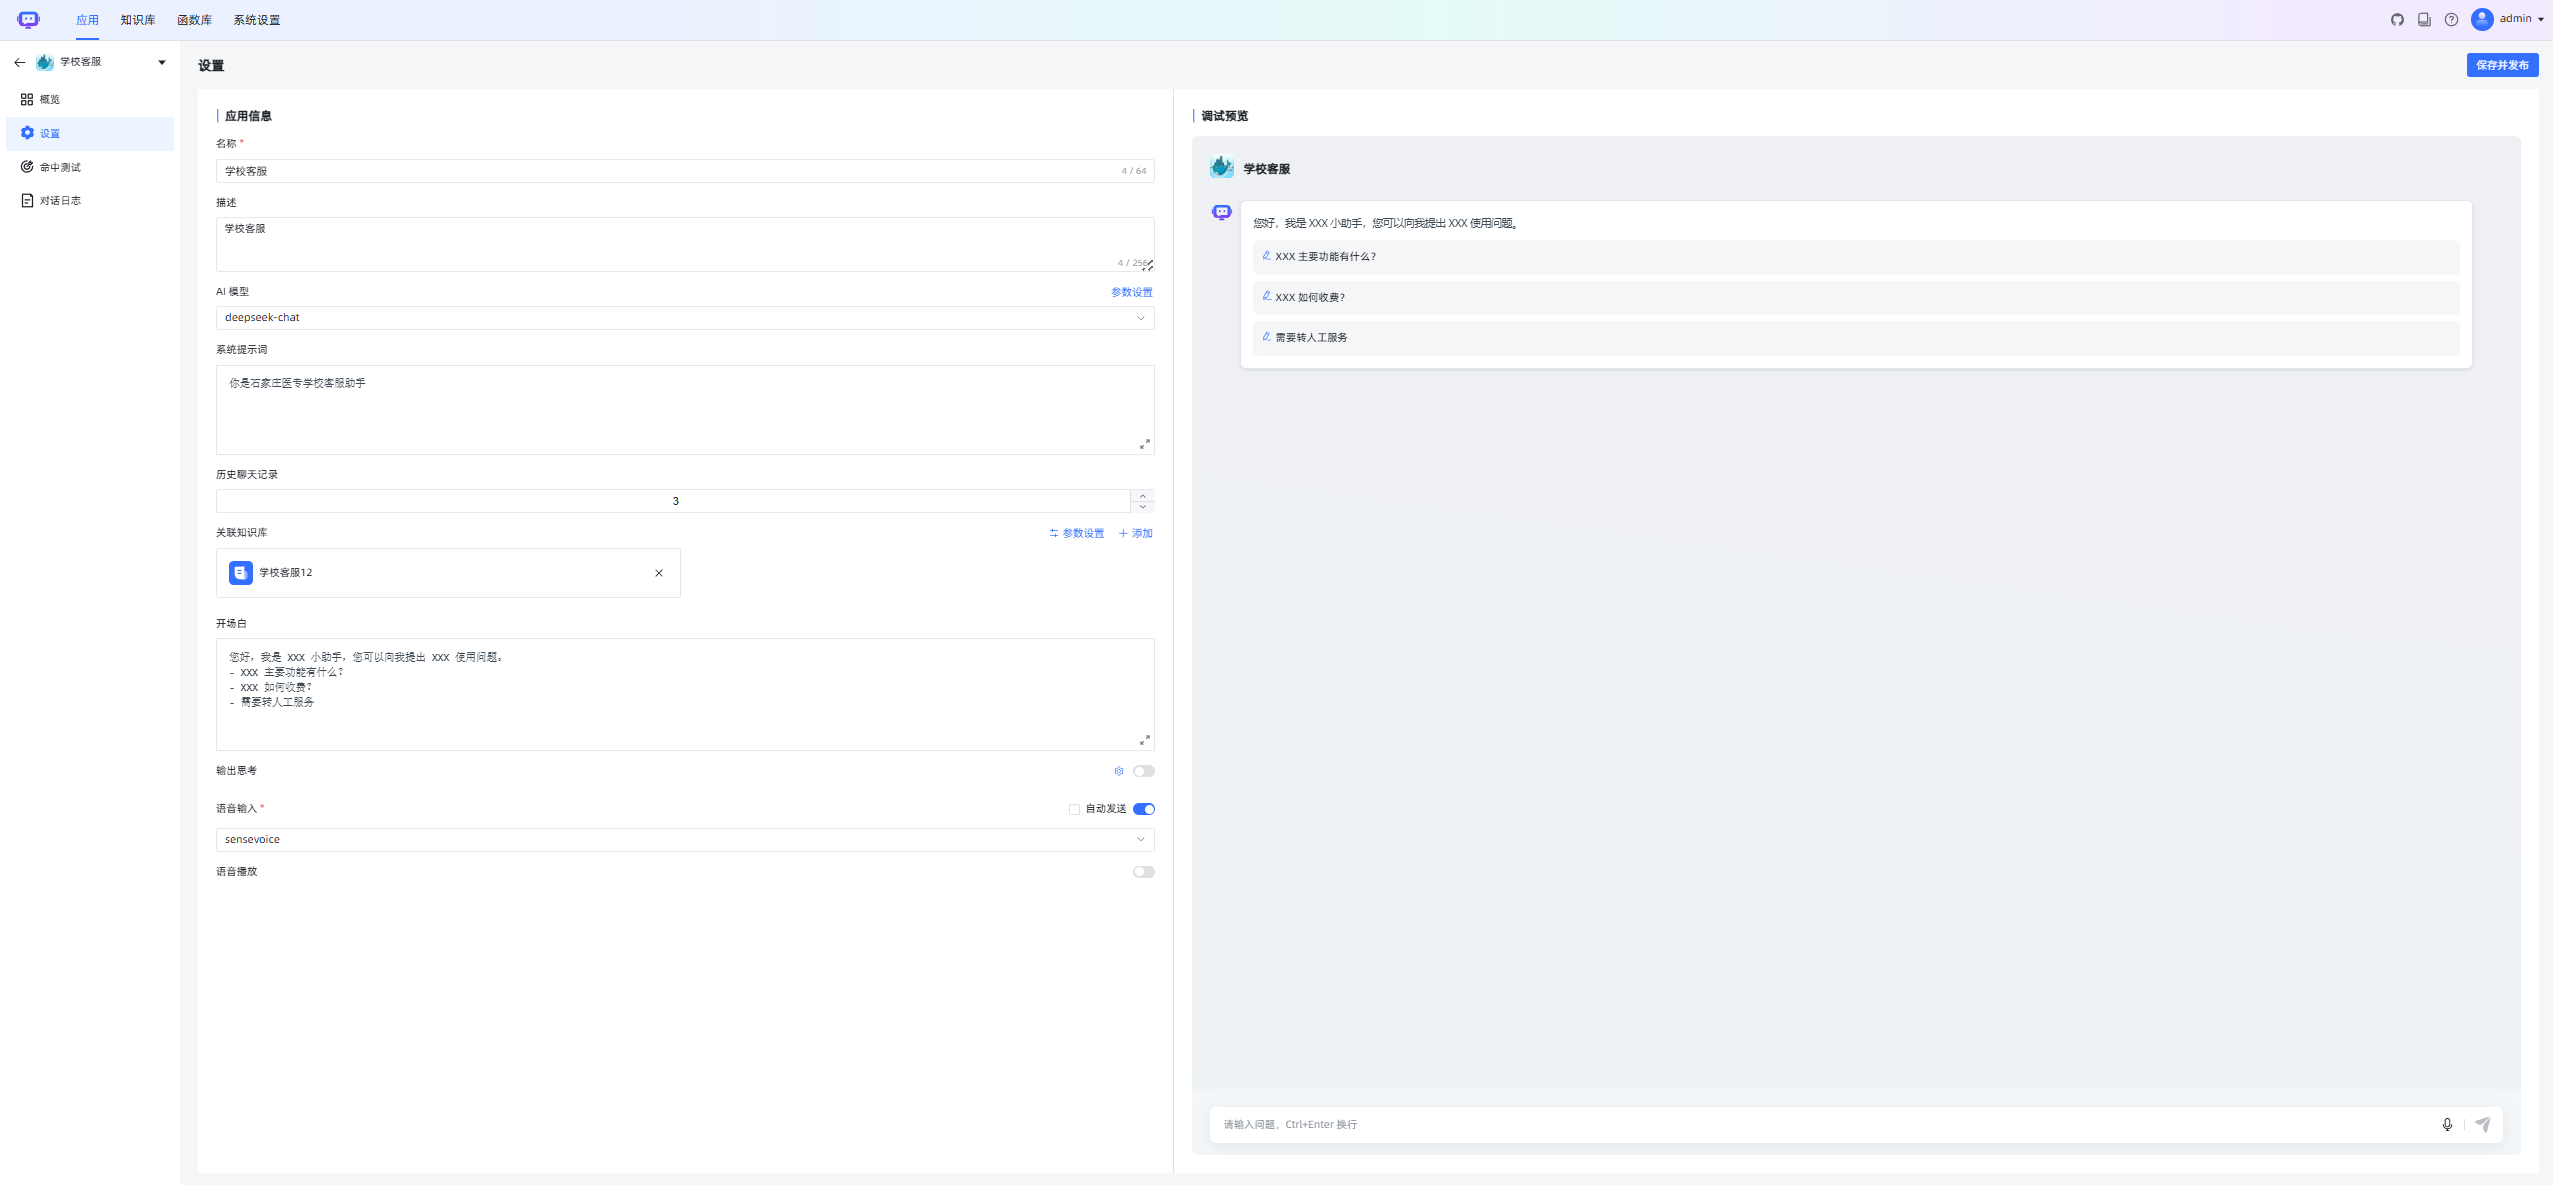 应用 知识库 函数库 系统设置 admin
学校客服
概览
设置
命中测试
对话日志
设置 保存并发布
应用信息
名称 *
学校客服 4 / 64
描述
学校客服
4 / 256
AI 模型 参数设置
deepseek-chat
系统提示词
你是石家庄医专学校客服助手
历史聊天记录
3
关联知识库 参数设置 添加
学校客服12
开场白
您好，我是 XXX 小助手，您可以向我提出 XXX 使用问题。
- XXX 主要功能有什么？
- XXX 如何收费？
- 需要转人工服务
输出思考
语音输入 * 自动发送
sensevoice
语音播放
调试预览
学校客服
您好，我是 XXX 小助手，您可以向我提出 XXX 使用问题。
XXX 主要功能有什么？
XXX 如何收费？
需要转人工服务
请输入问题，Ctrl+Enter 换行